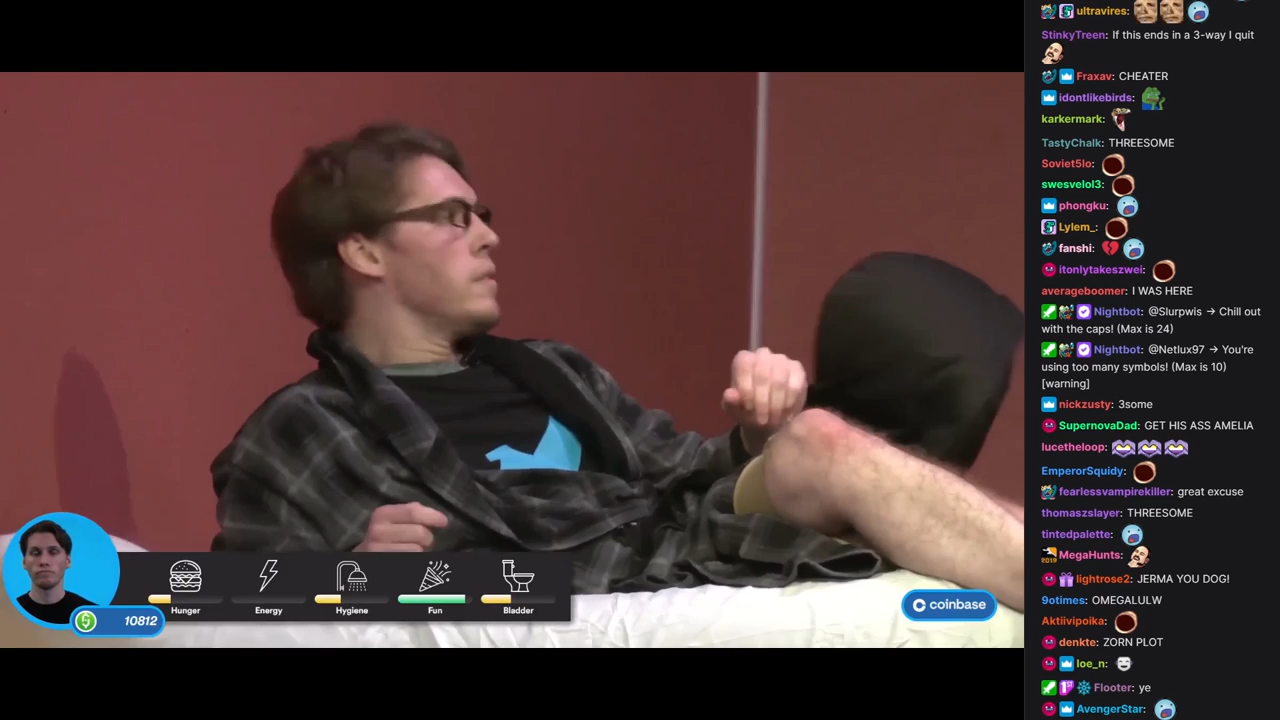 Hunger
Energy
Hygiene
Fun
Bladder
10812
coinbase
ultravires:
StinkyTreen: If this ends in a 3-way I quit
Fraxav: CHEATER
idontlikebirds:
karkermark:
TastyChalk: THREESOME
Soviet5lo:
swesvelol3:
phongku:
Lylem_:
fanshi:
itonlytakeszwei:
averageboomer: I WAS HERE
Nightbot: @Slurpwis → Chill out
with the caps! (Max is 24)
Nightbot: @Netlux97 → You're
using too many symbols! (Max is 10)
[warning]
nickzusty: 3some
SupernovaDad: GET HIS ASS AMELIA
lucetheloop:
EmperorSquidy:
fearlessvampirekiller: great excuse
thomaszslayer: THREESOME
tintedpalette:
2019 MegaHunts:
lightrose2: JERMA YOU DOG!
9otimes: OMEGALULW
Aktiivipoika:
denkte: ZORN PLOT
loe_n:
Flooter: ye
AvengerStar: